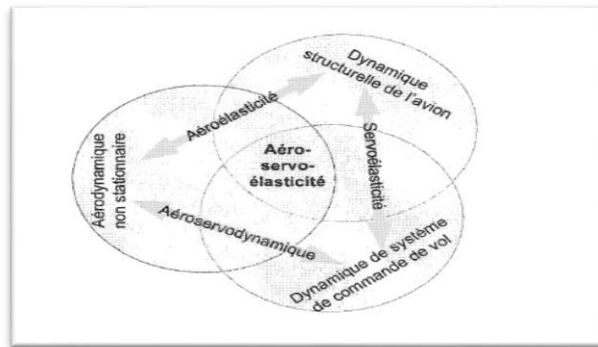 Dynamique
structurelle de l'avion
Aéroélasticité
Servoélasticité
Aéro-
servo-
élasticité
Aérodynamique
non stationnaire
Aéroservodynamique
Dynamique de système
de commande de vol